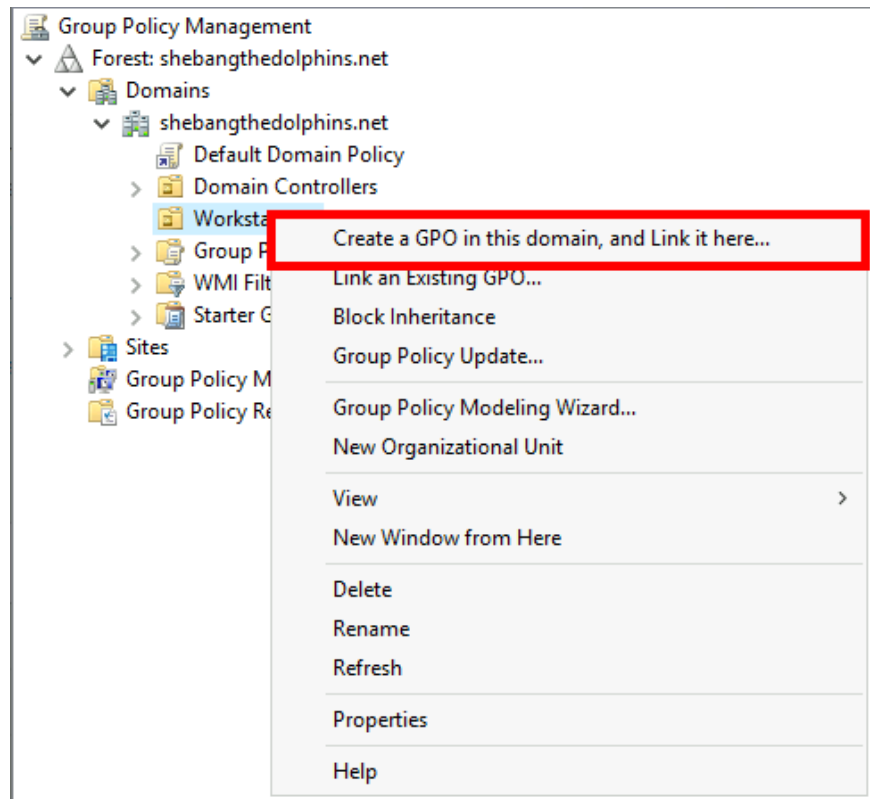 Group Policy Management
Forest: shebangthedolphins.net
Domains
shebangthedolphins.net
Default Domain Policy
Domain Controllers
Worksta
Group P
WMI Filt
Starter G
Sites
Group Policy M
Group Policy Re
Create a GPO in this domain, and Link it here...
Link an Existing GPO...
Block Inheritance
Group Policy Update...
Group Policy Modeling Wizard...
New Organizational Unit
View
New Window from Here
Delete
Rename
Refresh
Properties
Help